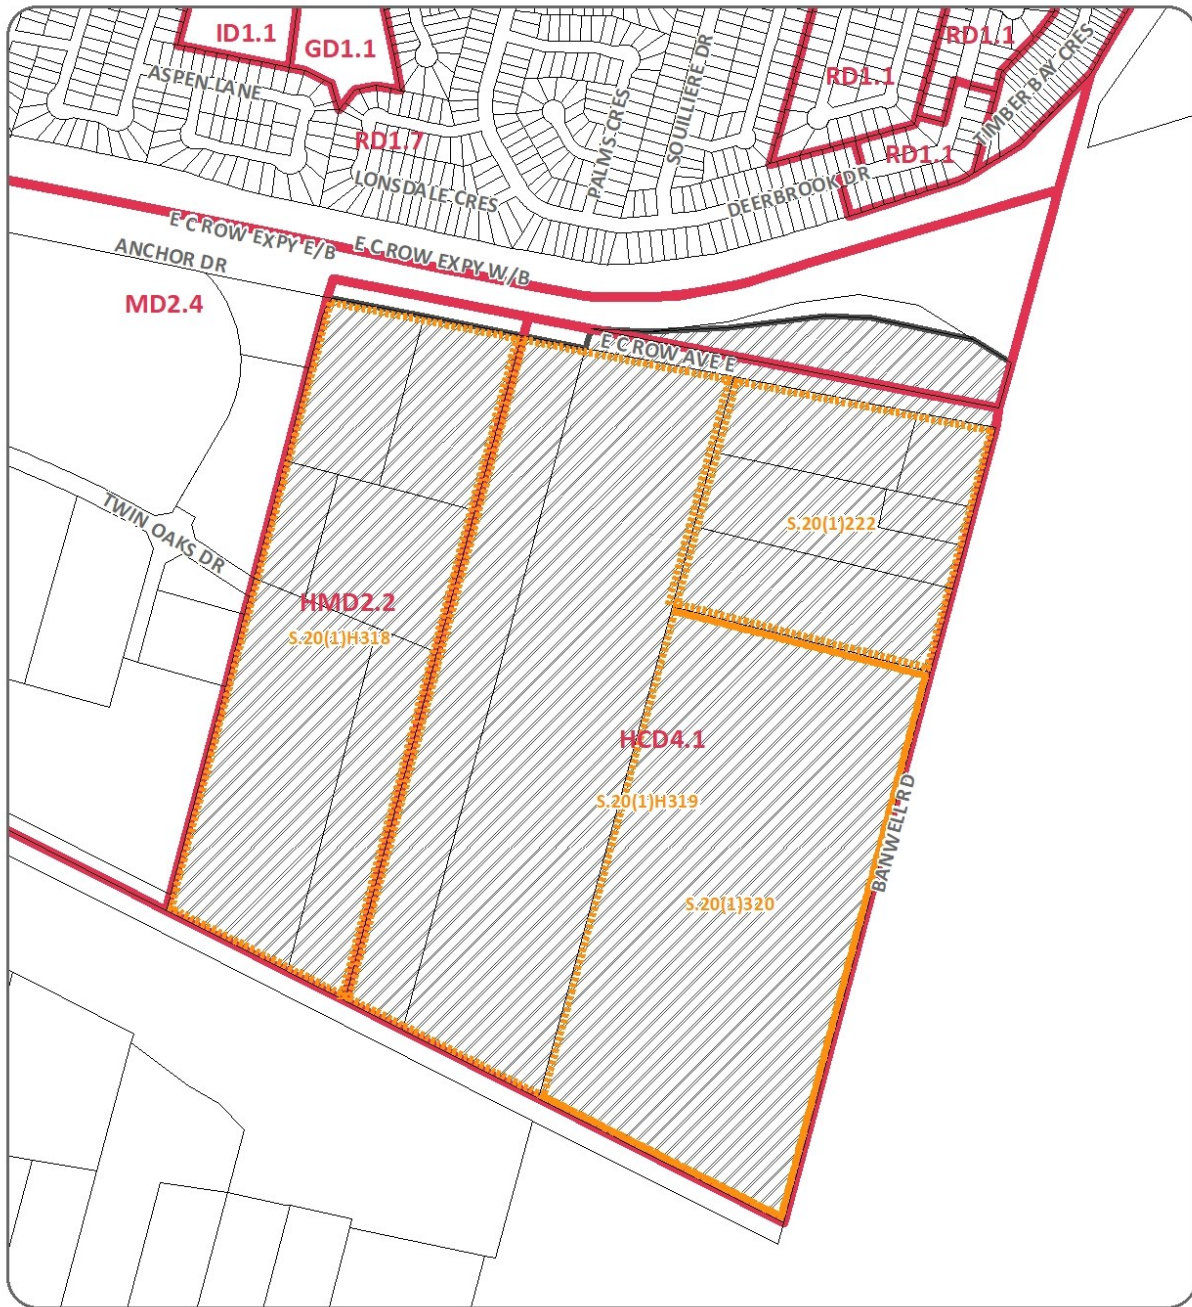 ID1.1
GD1.1
RD1.1
RD1.1
ASPEN LANE
RD1.7
PALMS CRES
SOUILLIERE DR
TIMBER BAY CRES
RD1.1
LONSDALE CRES
DEERBROOK DR
E C ROW EXPY E/B
E C ROW EXPY W/B
ANCHOR DR
MD2.4
E C ROW AVE E
TWIN OAKS DR
S.20(1)222
HMD2.2
S.20(1)H318
HCD4.1
S.20(1)H319
BANWELL RD
S.20(1)320